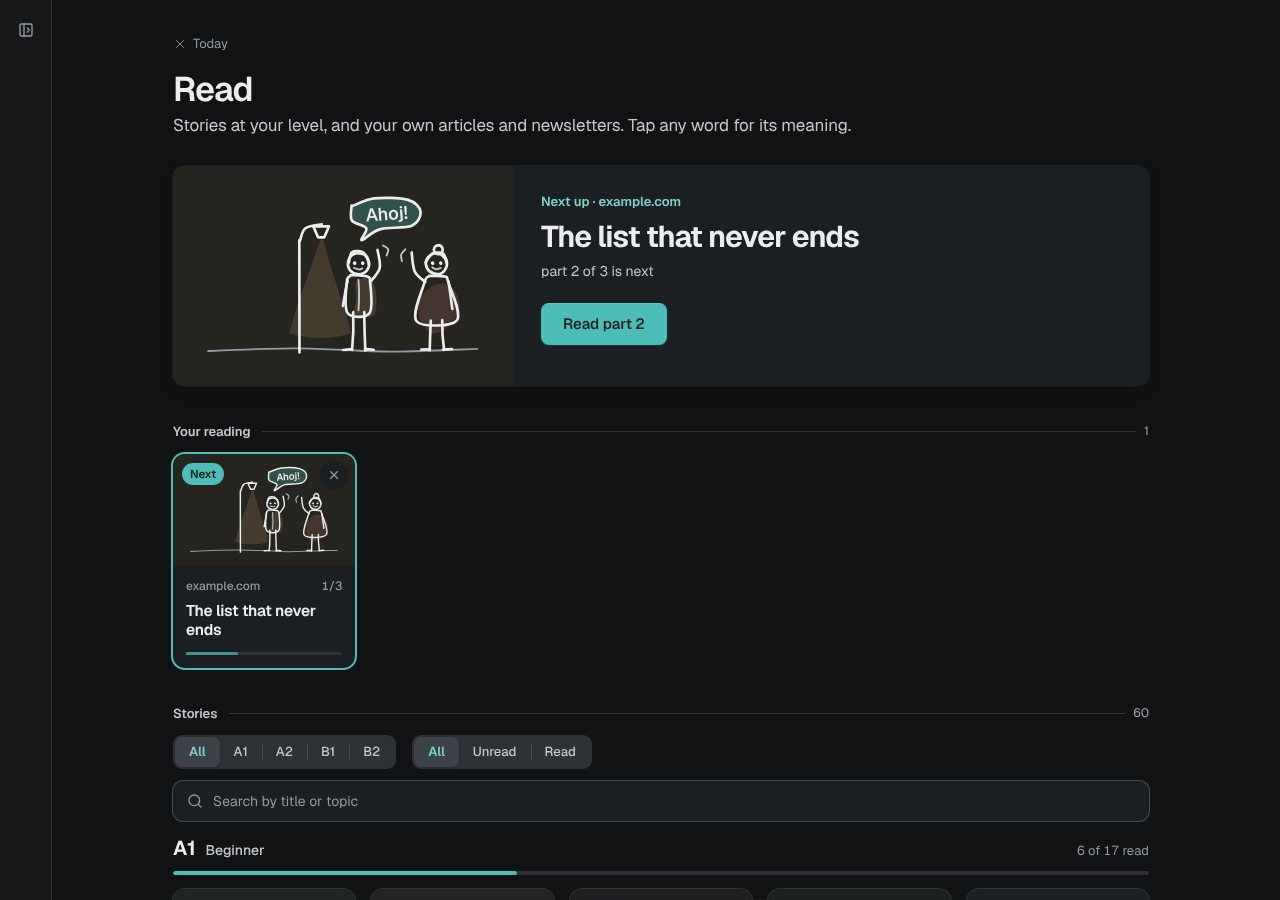 Today
Read
Stories at your level, and your own articles and newsletters. Tap any word for its meaning.
Ahoj!
Next up · example.com
The list that never ends
part 2 of 3 is next
Read part 2
Your reading
1
Next
Ahoj!
example.com
1/3
The list that never
ends
Stories
60
All A1 A2 B1 B2
All Unread Read
Search by title or topic
A1 Beginner
6 of 17 read